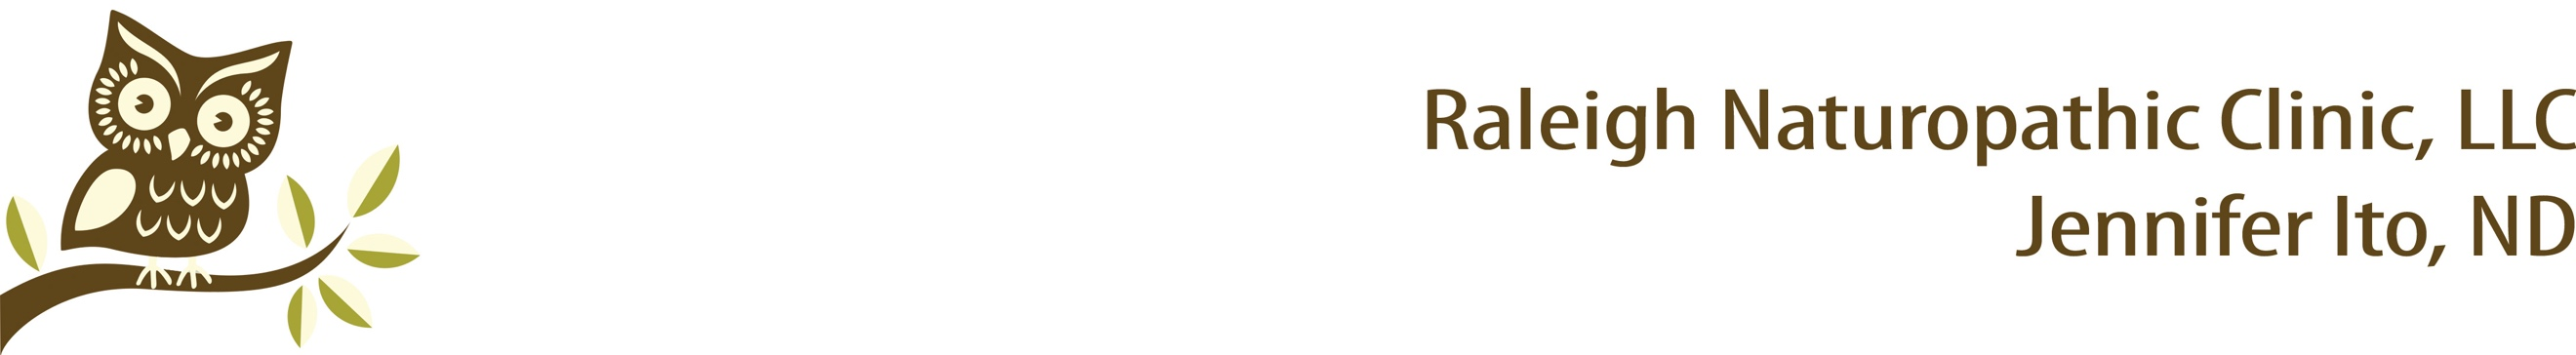 Raleigh Naturopathic Clinic, LLC
Jennifer Ito, ND